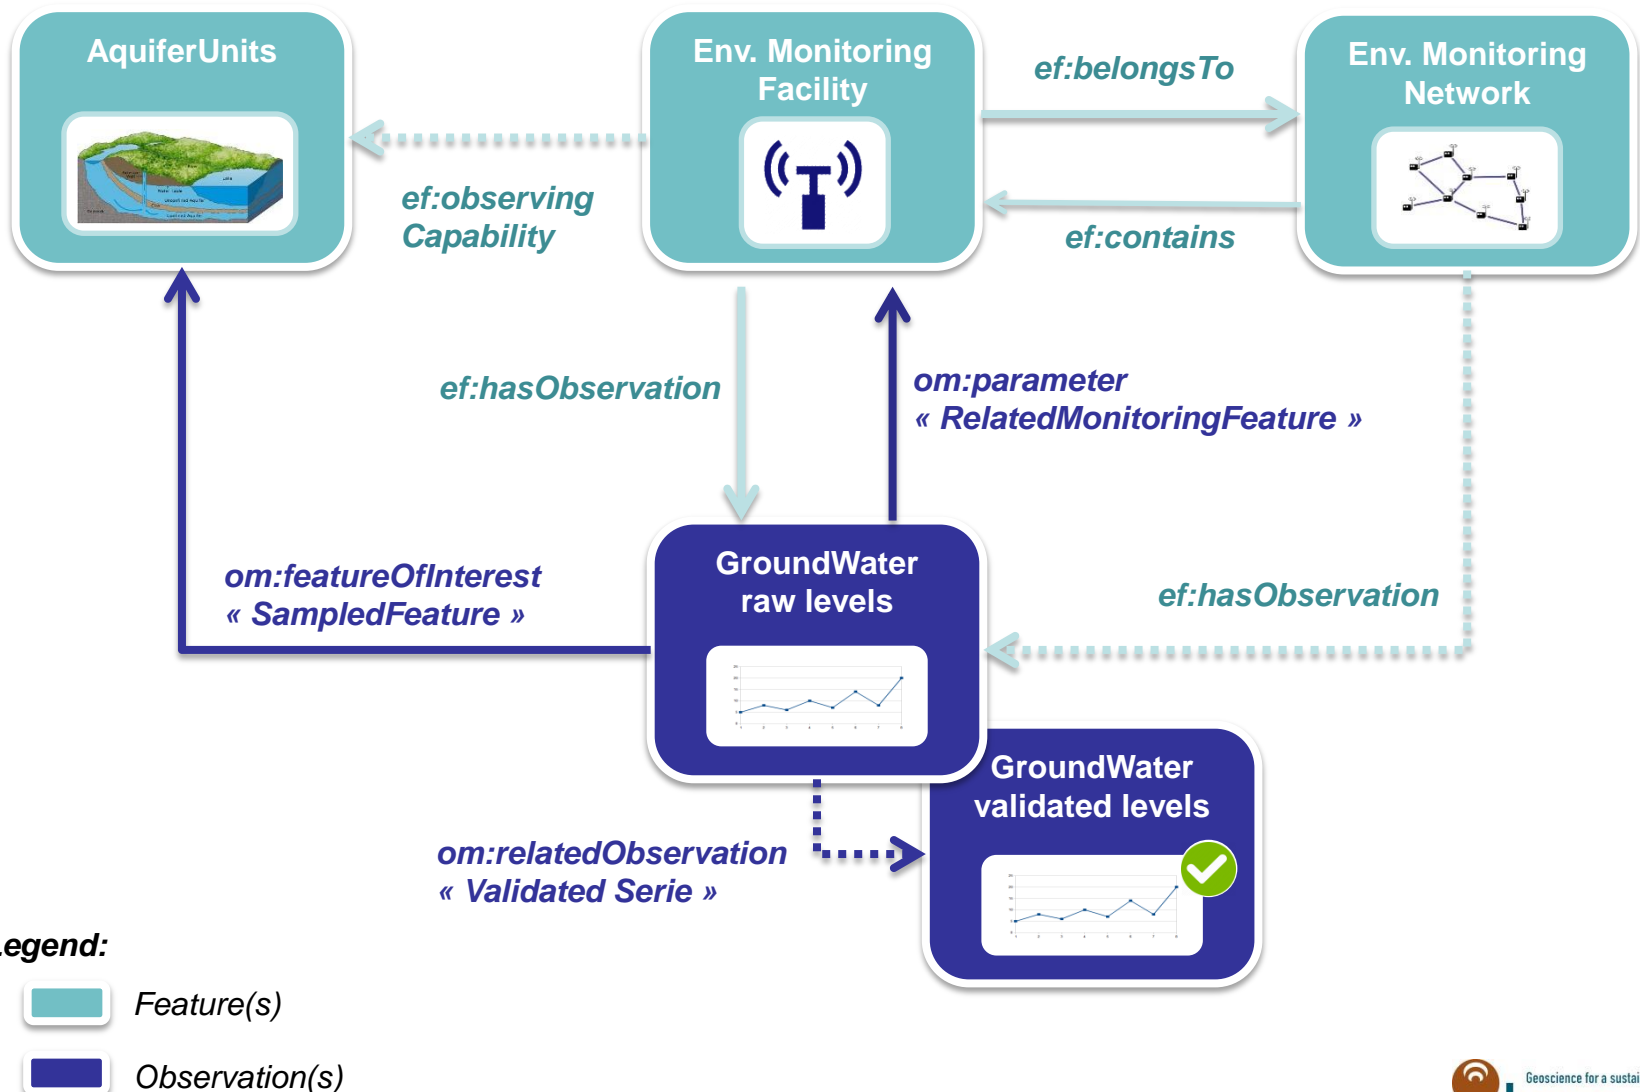 AquiferUnits
Env. Monitoring
Facility
ef:belongsTo
Env. Monitoring
Network
ef:observing
Capability
ef:contains
ef:hasObservation
om:parameter
« RelatedMonitoringFeature »
om:featureOfInterest
« SampledFeature »
GroundWater
raw levels
ef:hasObservation
GroundWater
validated levels
om:relatedObservation
« Validated Serie »
egend:
Feature(s)
Observation(s)
Geoscience for a sustai